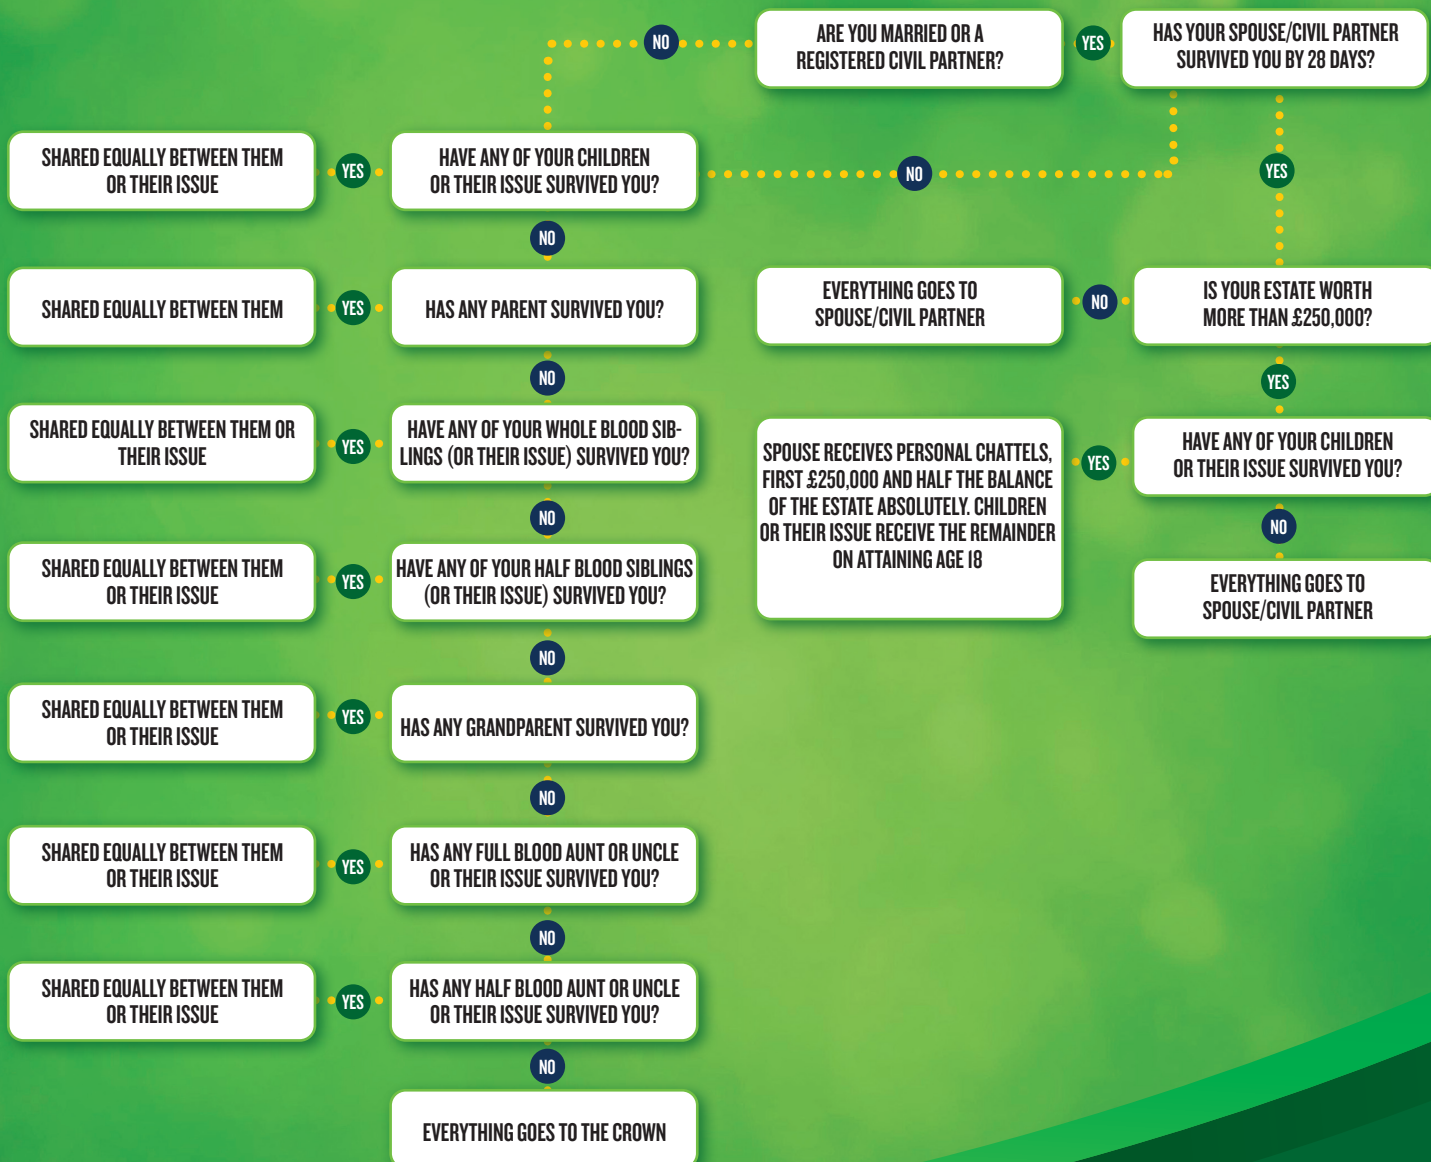 ARE YOU MARRIED OR A
REGISTERED CIVIL PARTNER?
YES
HAS YOUR SPOUSE/CIVIL PARTNER
SURVIVED YOU BY 28 DAYS?
NO
SHARED EQUALLY BETWEEN THEM
OR THEIR ISSUE
YES
HAVE ANY OF YOUR CHILDREN
OR THEIR ISSUE SURVIVED YOU?
NO
YES
NO
SHARED EQUALLY BETWEEN THEM
YES
HAS ANY PARENT SURVIVED YOU?
EVERYTHING GOES TO
SPOUSE/CIVIL PARTNER
NO
IS YOUR ESTATE WORTH
MORE THAN £250,000?
NO
YES
SHARED EQUALLY BETWEEN THEM OR
THEIR ISSUE
YES
HAVE ANY OF YOUR WHOLE BLOOD SIB-
LINGS (OR THEIR ISSUE) SURVIVED YOU?
SPOUSE RECEIVES PERSONAL CHATTELS,
FIRST £250,000 AND HALF THE BALANCE
OF THE ESTATE ABSOLUTELY. CHILDREN
OR THEIR ISSUE RECEIVE THE REMAINDER
ON ATTAINING AGE 18
YES
HAVE ANY OF YOUR CHILDREN
OR THEIR ISSUE SURVIVED YOU?
NO
NO
SHARED EQUALLY BETWEEN THEM
OR THEIR ISSUE
YES
HAVE ANY OF YOUR HALF BLOOD SIBLINGS
(OR THEIR ISSUE) SURVIVED YOU?
EVERYTHING GOES TO
SPOUSE/CIVIL PARTNER
NO
SHARED EQUALLY BETWEEN THEM
OR THEIR ISSUE
YES
HAS ANY GRANDPARENT SURVIVED YOU?
NO
SHARED EQUALLY BETWEEN THEM
OR THEIR ISSUE
YES
HAS ANY FULL BLOOD AUNT OR UNCLE
OR THEIR ISSUE SURVIVED YOU?
NO
SHARED EQUALLY BETWEEN THEM
OR THEIR ISSUE
YES
HAS ANY HALF BLOOD AUNT OR UNCLE
OR THEIR ISSUE SURVIVED YOU?
NO
EVERYTHING GOES TO THE CROWN